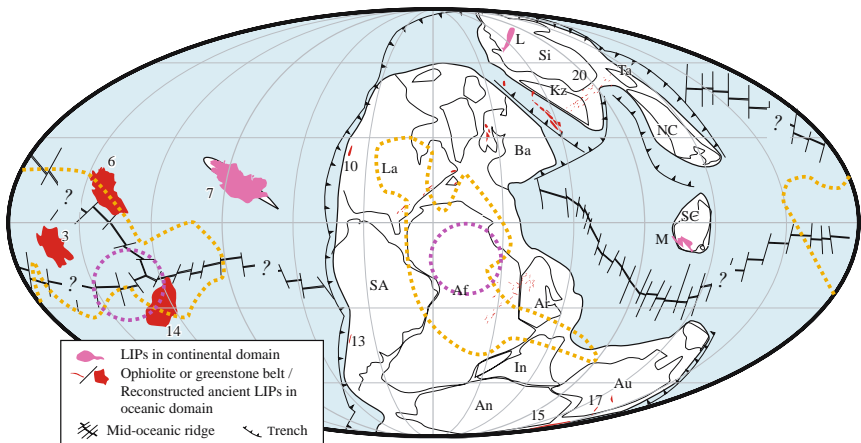 L
Si
20
Ta
Kz
?
?
NC
Ba
6
10
La
7
?
SC
3
M
?
?
?
?
SA
Af
Ar
14
13
In
Au
An
17
15
LIPs in continental domain
Ophiolite or greenstone belt /
Reconstructed ancient LIPs in
oceanic domain
Mid-oceanic ridge
Trench